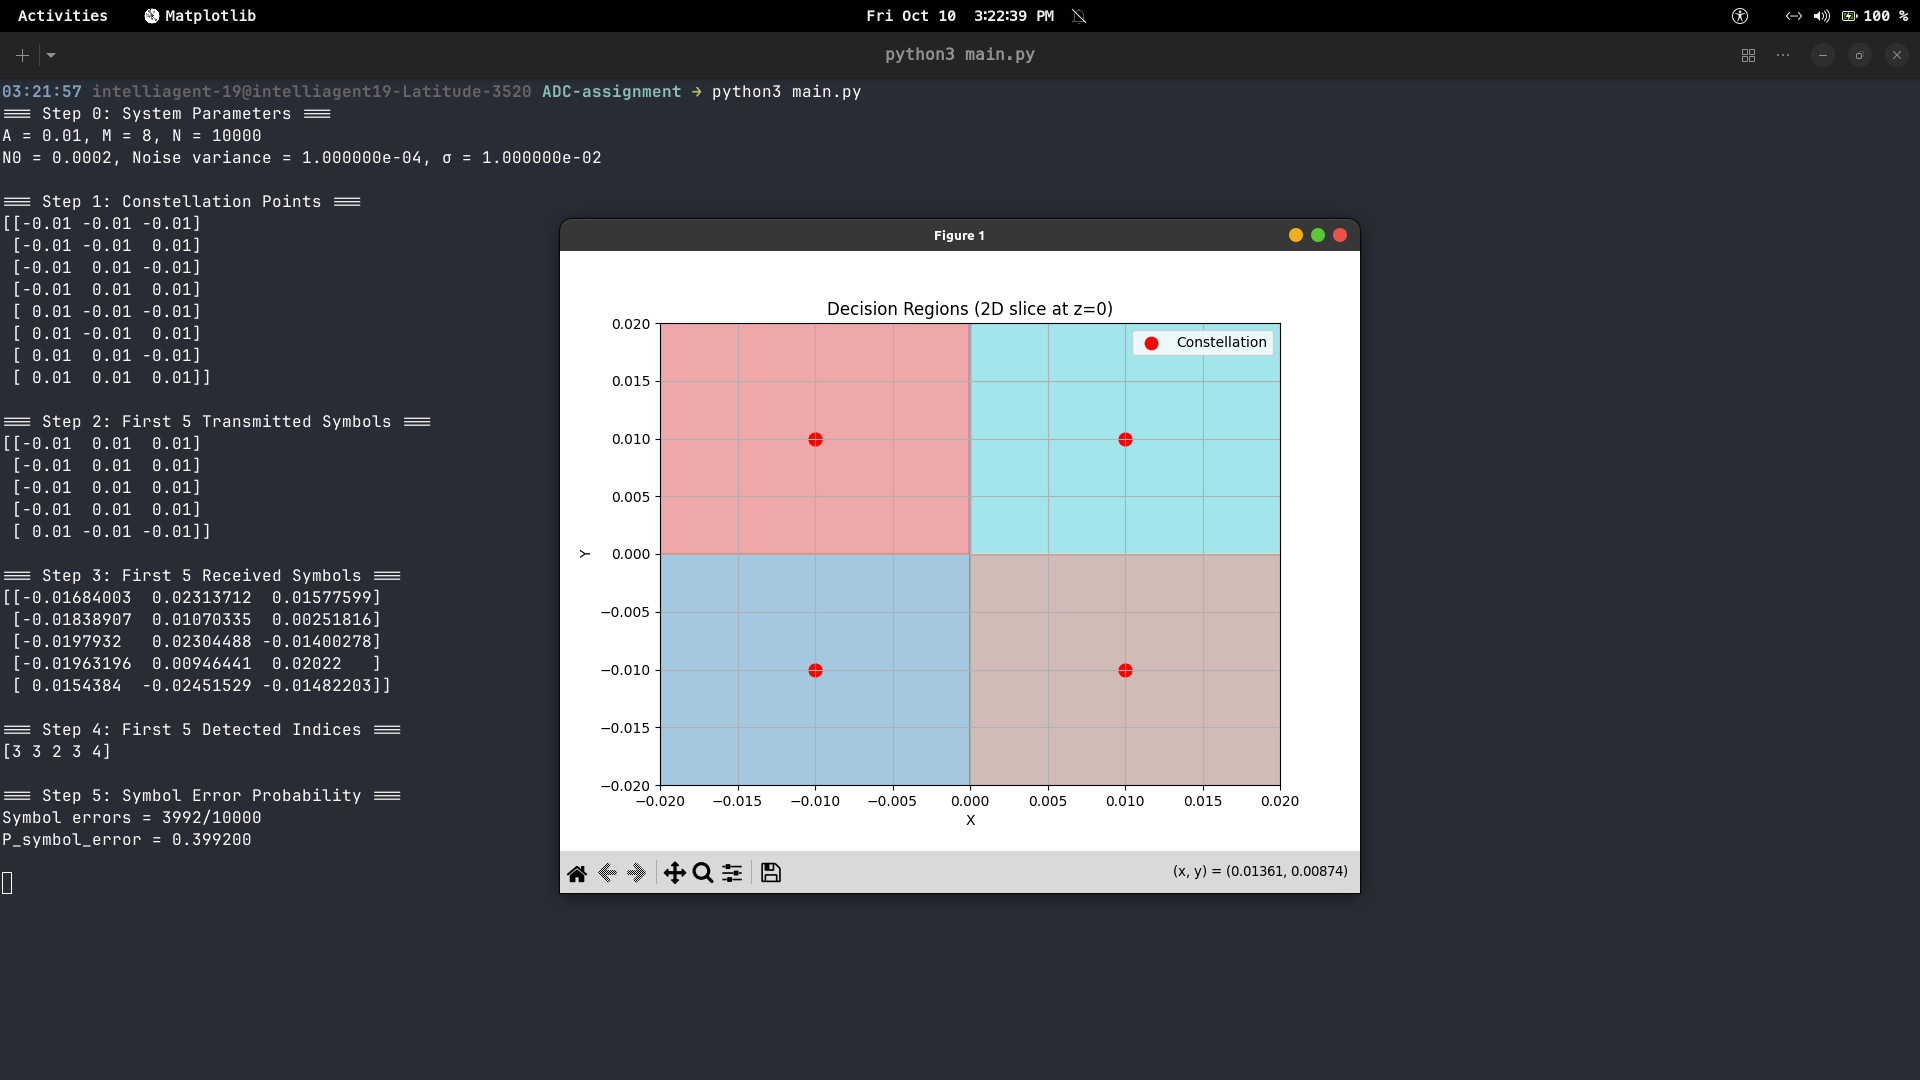 Activities Matplotlib Fri Oct 10 3:22:39 PM 100 %
python3 main.py
03:21:57 intelliagent-19@intelliagent19-Latitude-3520 ADC-assignment → python3 main.py
=== Step 0: System Parameters ===
A = 0.01, M = 8, N = 10000
N0 = 0.0002, Noise variance = 1.000000e-04, σ = 1.000000e-02
=== Step 1: Constellation Points ===
[[-0.01 -0.01 -0.01]
[-0.01 -0.01 0.01]
[-0.01 0.01 -0.01]
[-0.01 0.01 0.01]
[ 0.01 -0.01 -0.01]
[ 0.01 -0.01 0.01]
[ 0.01 0.01 -0.01]
[ 0.01 0.01 0.01]]
=== Step 2: First 5 Transmitted Symbols ===
[[-0.01 0.01 0.01]
[-0.01 0.01 0.01]
[-0.01 0.01 0.01]
[-0.01 0.01 0.01]
[ 0.01 -0.01 -0.01]]
=== Step 3: First 5 Received Symbols ===
[[-0.01684003 0.02313712 0.01577599]
[-0.01838907 0.01070335 0.00251816]
[-0.0197932 0.02304488 -0.01400278]
[-0.01963196 0.00946441 0.02022 ]
[ 0.0154384 -0.02451529 -0.01482203]]
=== Step 4: First 5 Detected Indices ===
[3 3 2 3 4]
=== Step 5: Symbol Error Probability ===
Symbol errors = 3992/10000
P_symbol_error = 0.399200
Figure 1
Decision Regions (2D slice at z=0)
Constellation
0.020
0.015
0.010
0.005
0.000
−0.005
−0.010
−0.015
−0.020
Y
−0.020 −0.015 −0.010 −0.005 0.000 0.005 0.010 0.015 0.020
X
(x, y) = (0.01361, 0.00874)